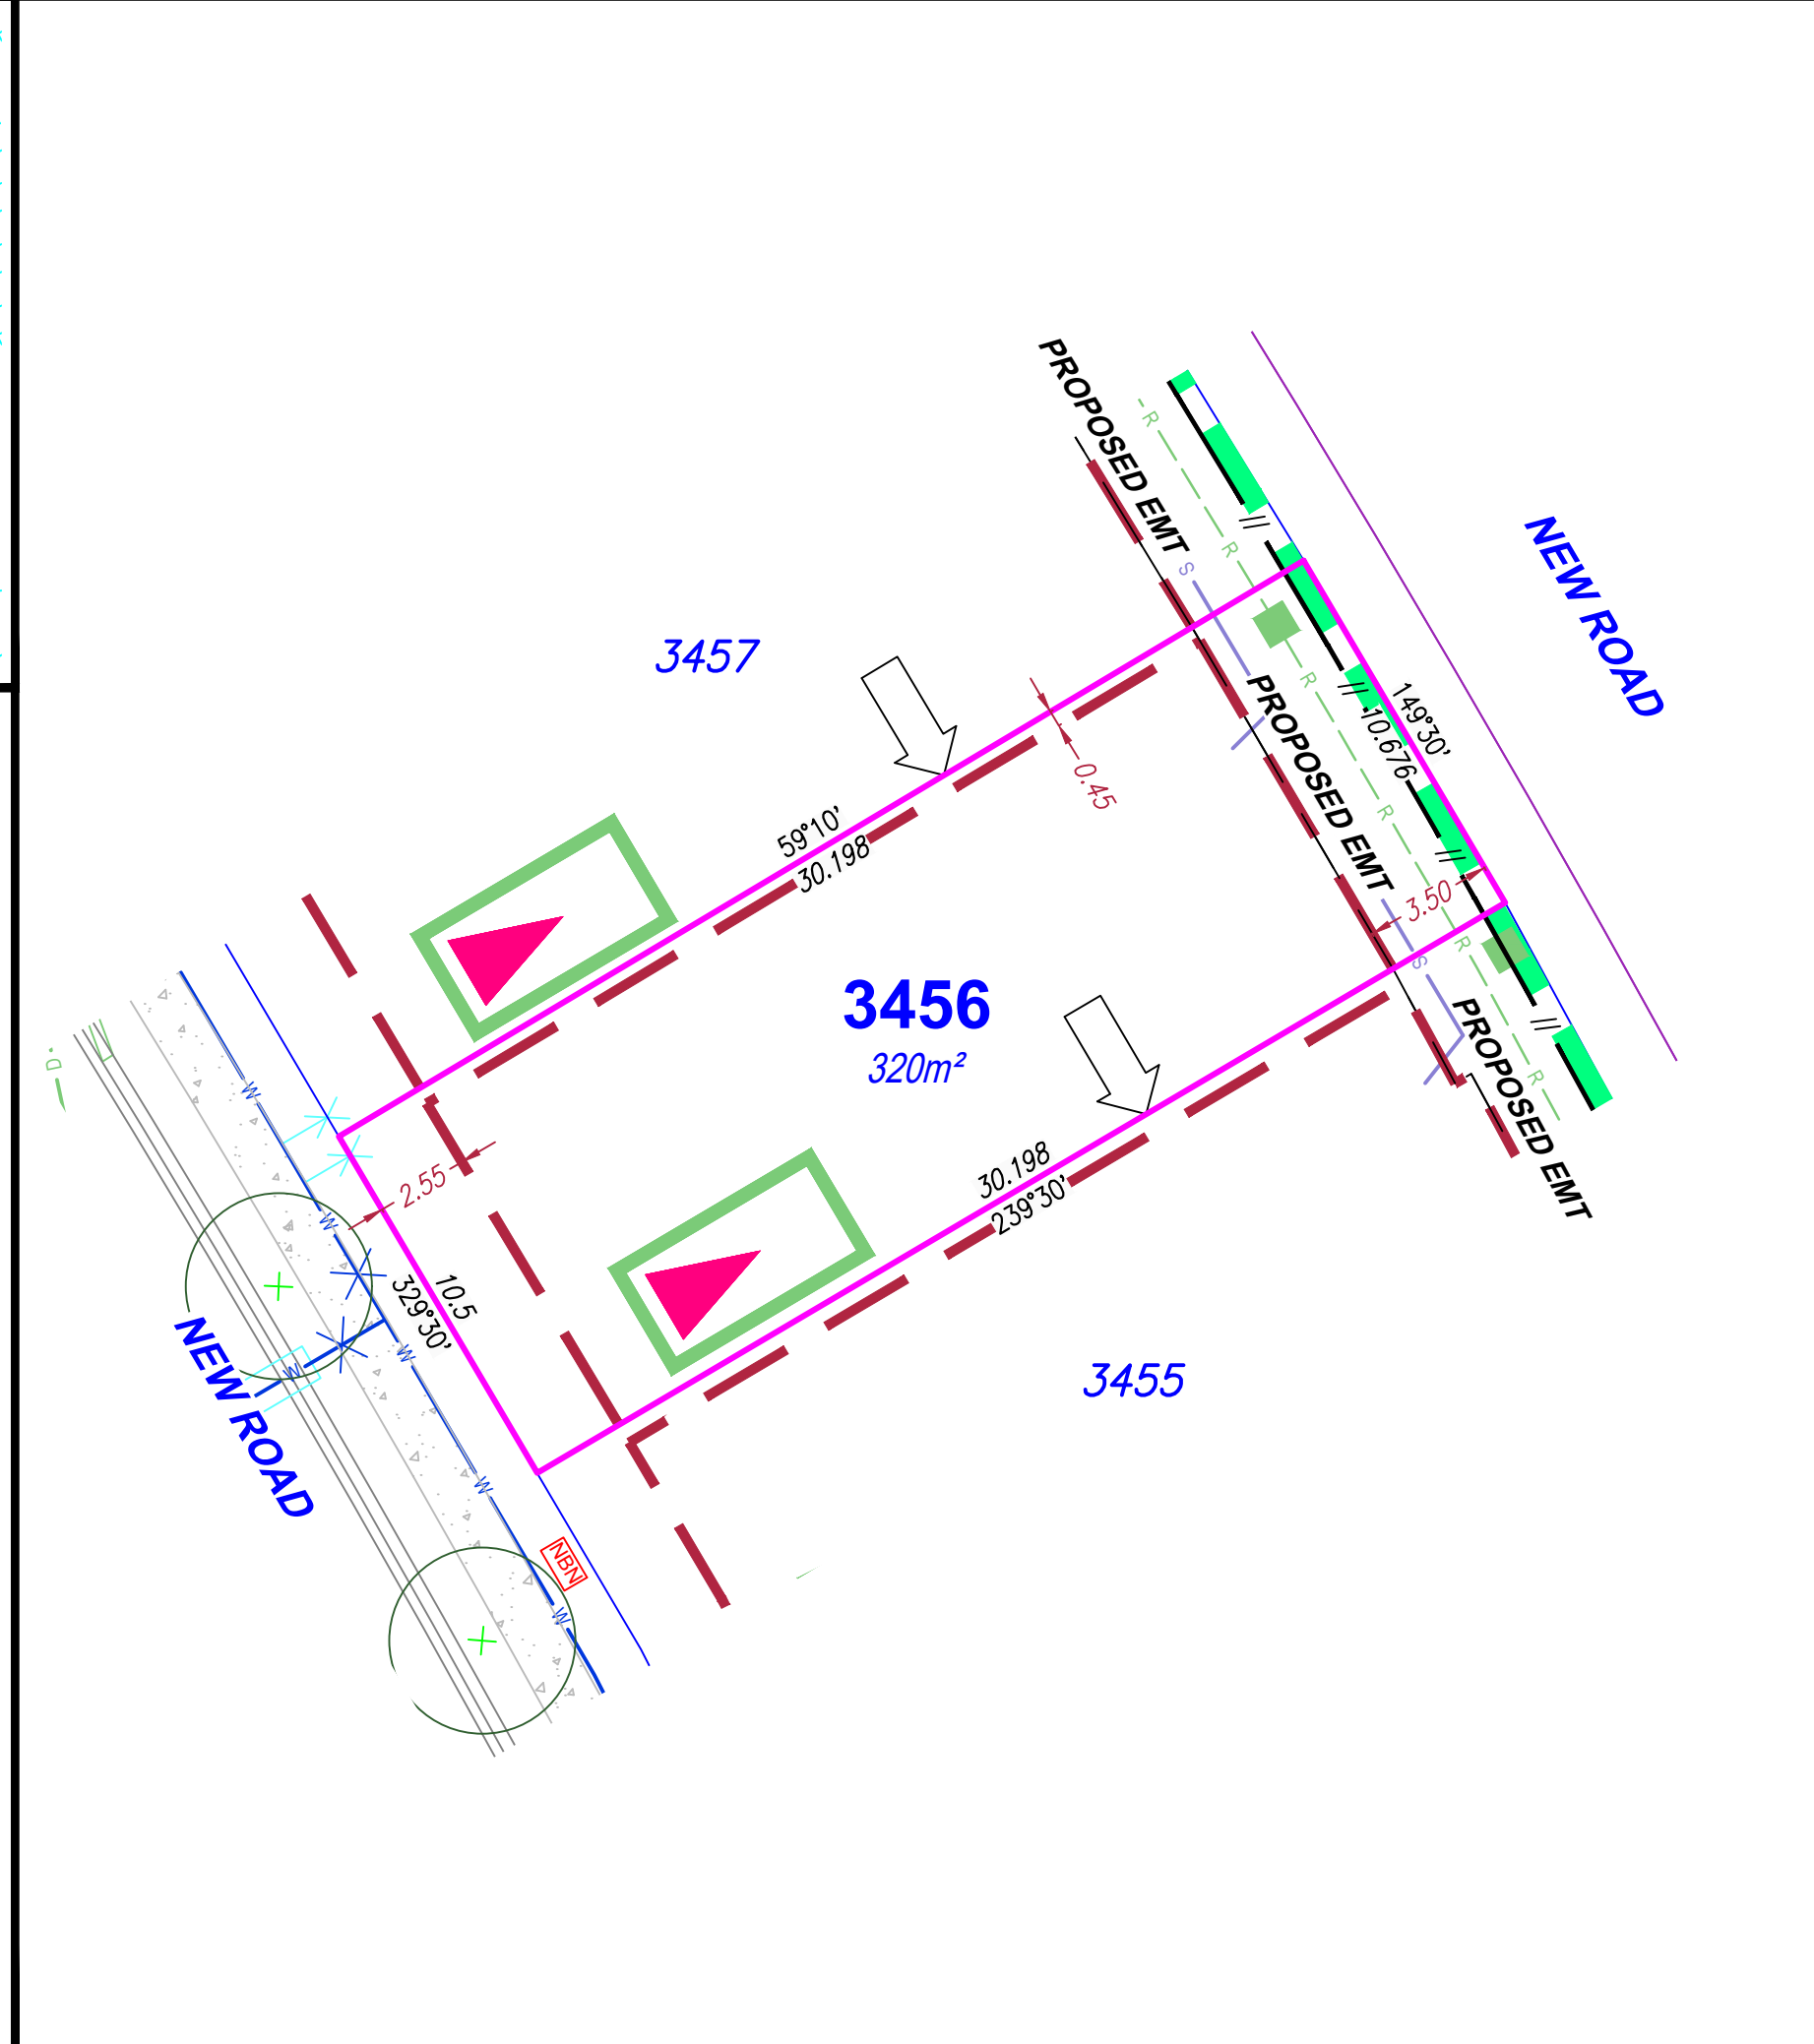 PROPOSED EMT
R
S
R
NEW ROAD
3457
R
149°30'
10.676
PROPOSED EMT
0.45
R
59°10'
30.198
3.50
R
S
3456
320m²
D
W
PROPOSED EMT
R
2.55
30.198
239°30'
W
10.5
329°30'
W
W
NEW ROAD
3455
W
NBN
W